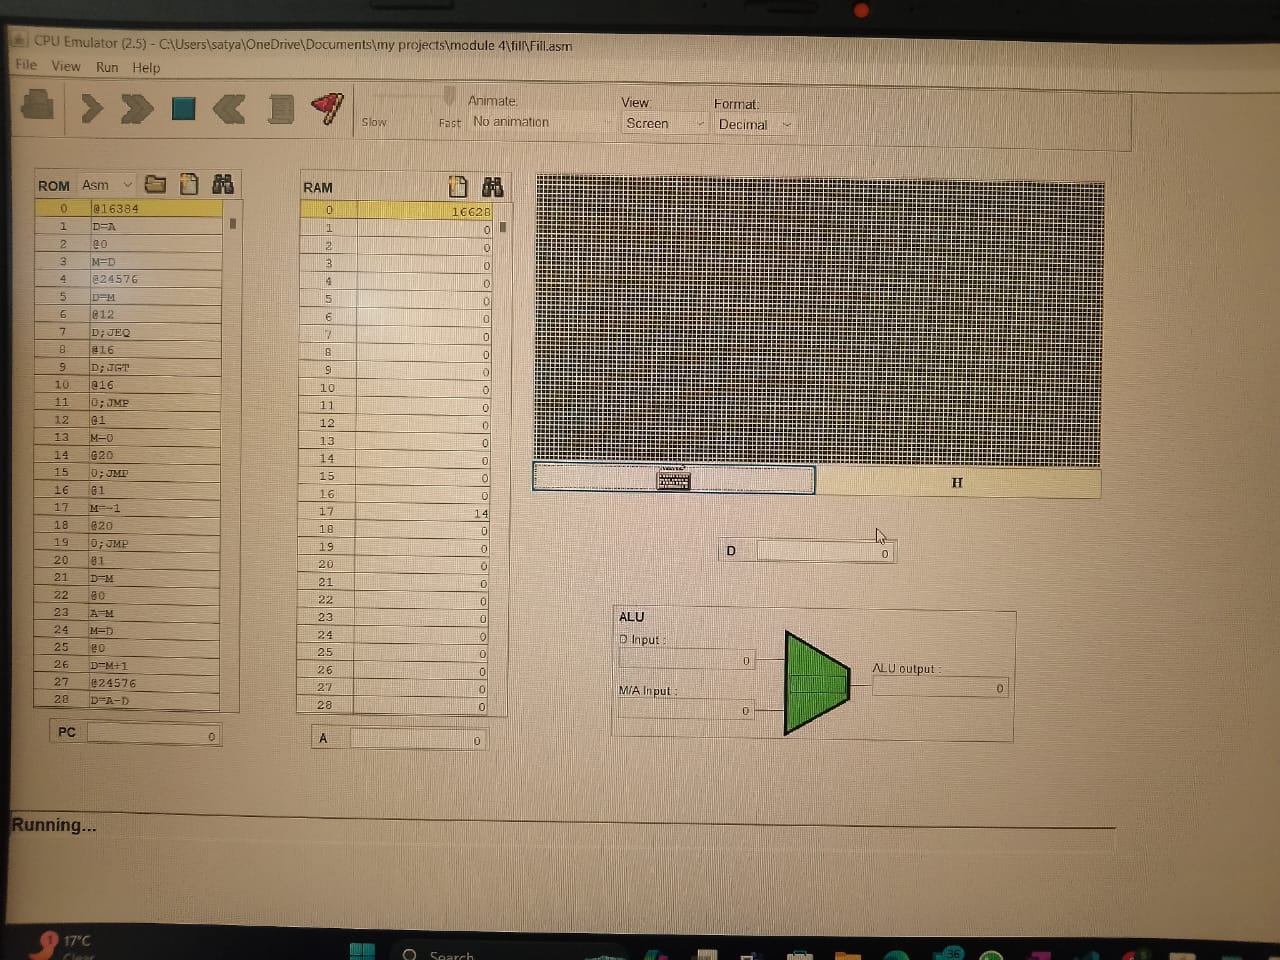 CPU Emulator (2.5) - C:\Users\satya\OneDrive\Documents\my projects\module 4\fill\Fill.asm
File View Run Help
Slow Fast
Animate:
No animation
View:
Screen
Format:
Decimal
ROM Asm
0 @16384
1 D=A
2 @0
3 M=D
4 @24576
5 D=M
6 @12
7 D;JEQ
8 @16
9 D;JGT
10 @16
11 0;JMP
12 @1
13 M=0
14 @20
15 0;JMP
16 @1
17 M=-1
18 @20
19 0;JMP
20 @1
21 D=M
22 @0
23 A=M
24 M=D
25 @0
26 D=M+1
27 @24576
28 D=A-D
PC 0
RAM
0 16628
1 0
2 0
3 0
4 0
5 0
6 0
7 0
8 0
9 0
10 0
11 0
12 0
13 0
14 0
15 0
16 0
17 14
18 0
19 0
20 0
21 0
22 0
23 0
24 0
25 0
26 0
27 0
28 0
A 0
H
D 0
ALU
D Input :
0
M/A Input :
0
ALU output :
0
Running...
1
17°C
Clear
Search
36